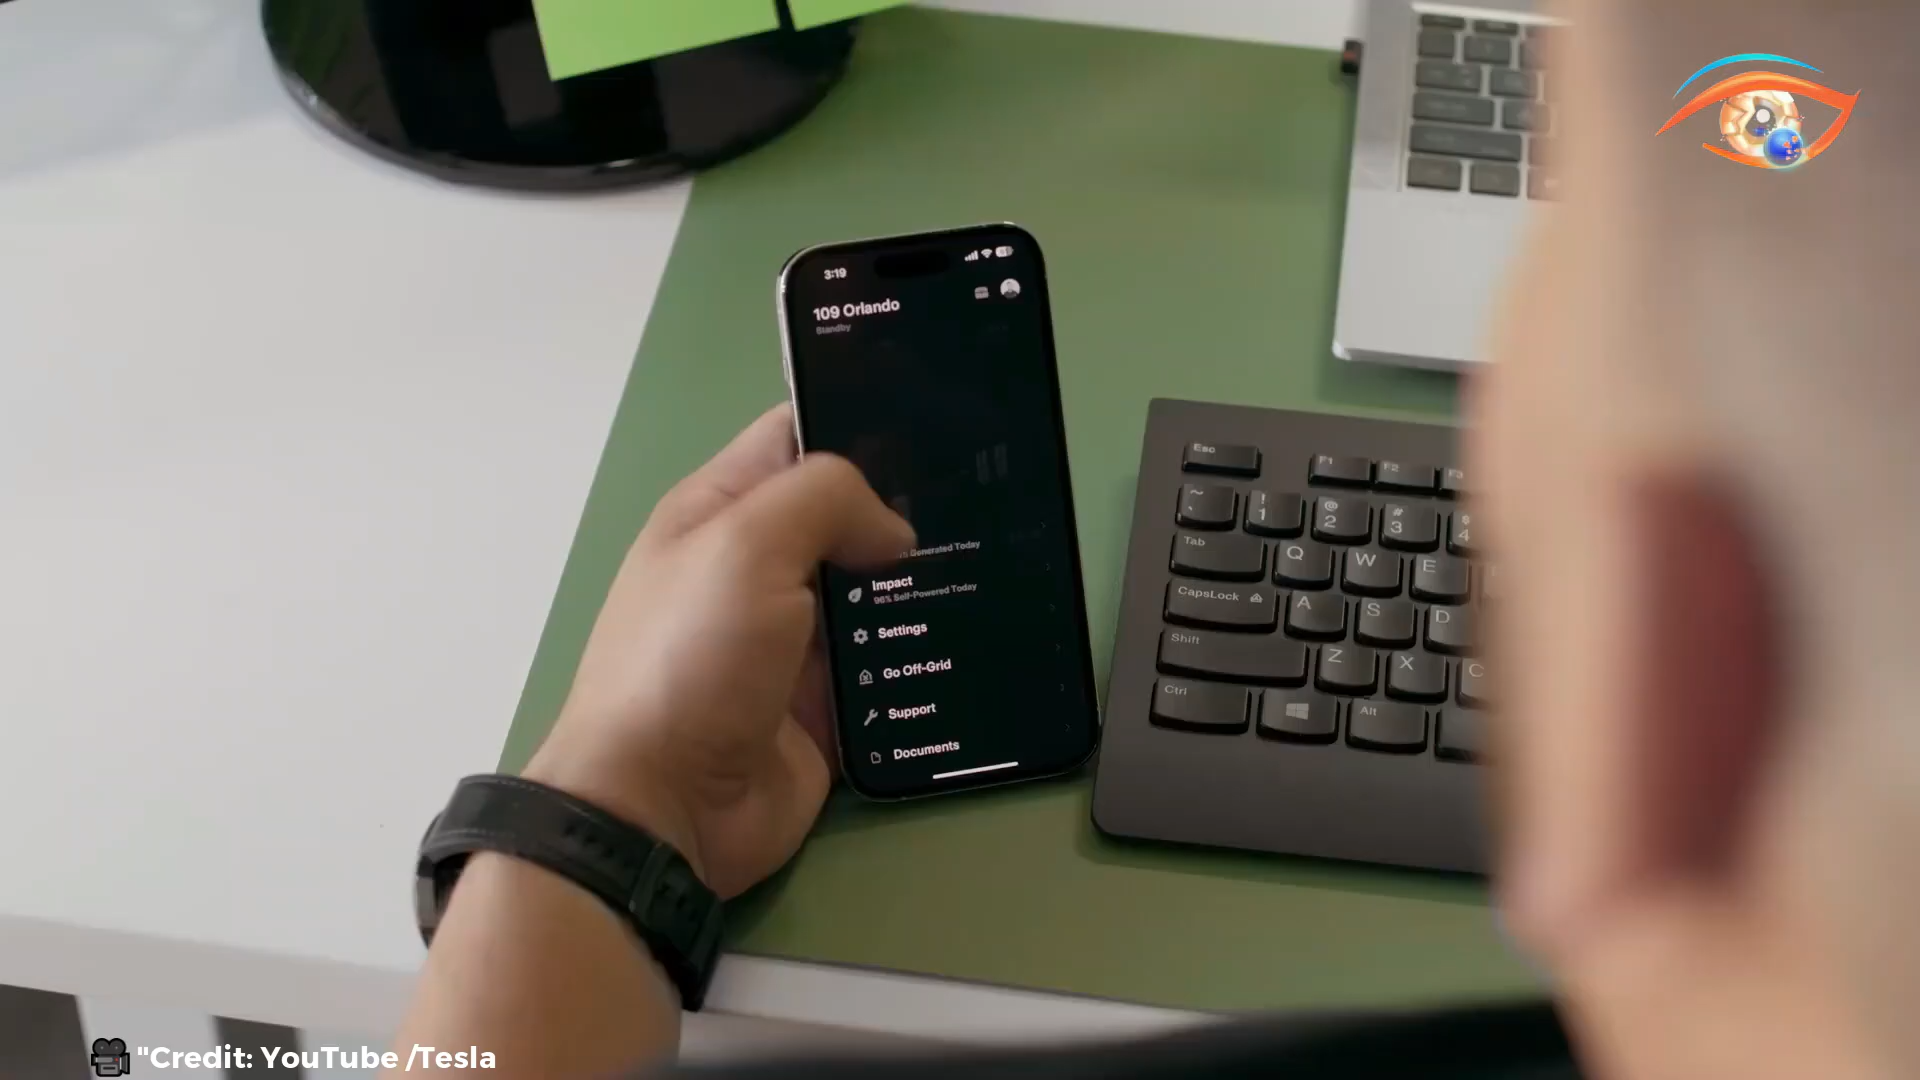 3:19
109 Orlando
Standby
Generated Today
Impact
96% Self-Powered Today
Settings
Go Off-Grid
Support
Documents
Esc
F1
F2
F3
~
`
!
1
@
2
#
3
$
4
Tab
Q
W
E
CapsLock
A
S
D
Shift
Z
X
C
Ctrl
Alt
"Credit: YouTube /Tesla